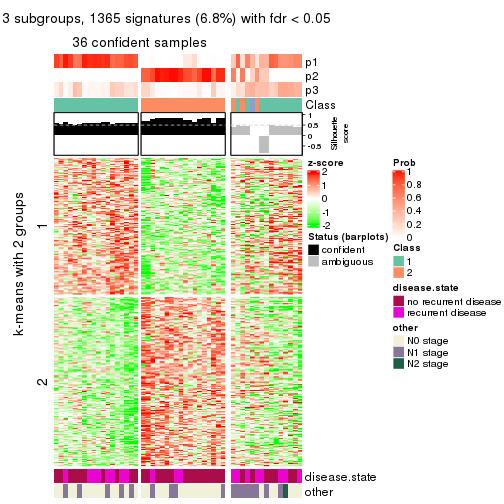 3 subgroups, 1365 signatures (6.8%) with fdr < 0.05
36 confident samples
p1
p2
p3
Class
1
0.5
0
-0.5
Silhouette
score
k-means with 2 groups
1
2
disease.state
other
z-score
2
1
0
-1
-2
Status (barplots)
confident
ambiguous
Prob
1
0.8
0.6
0.4
0.2
0
Class
1
2
disease.state
no recurrent disease
recurrent disease
other
N0 stage
N1 stage
N2 stage